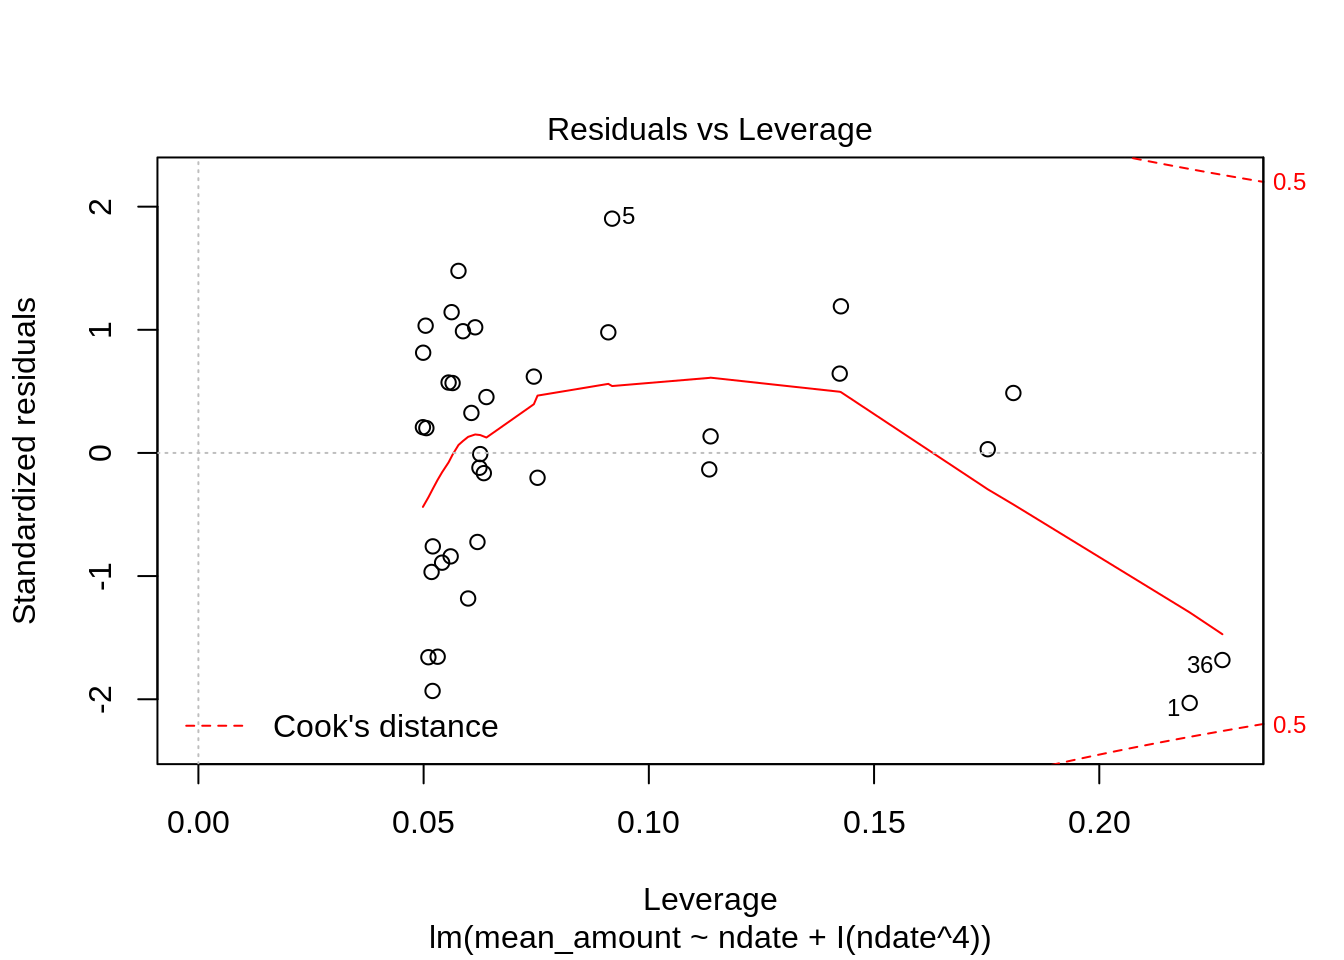 Residuals vs Leverage
Standardized residuals
2
1
0
-1
-2
0.5
0.5
5
36
1
Cook's distance
0.00 0.05 0.10 0.15 0.20
Leverage
lm(mean_amount ~ ndate + I(ndate^4))